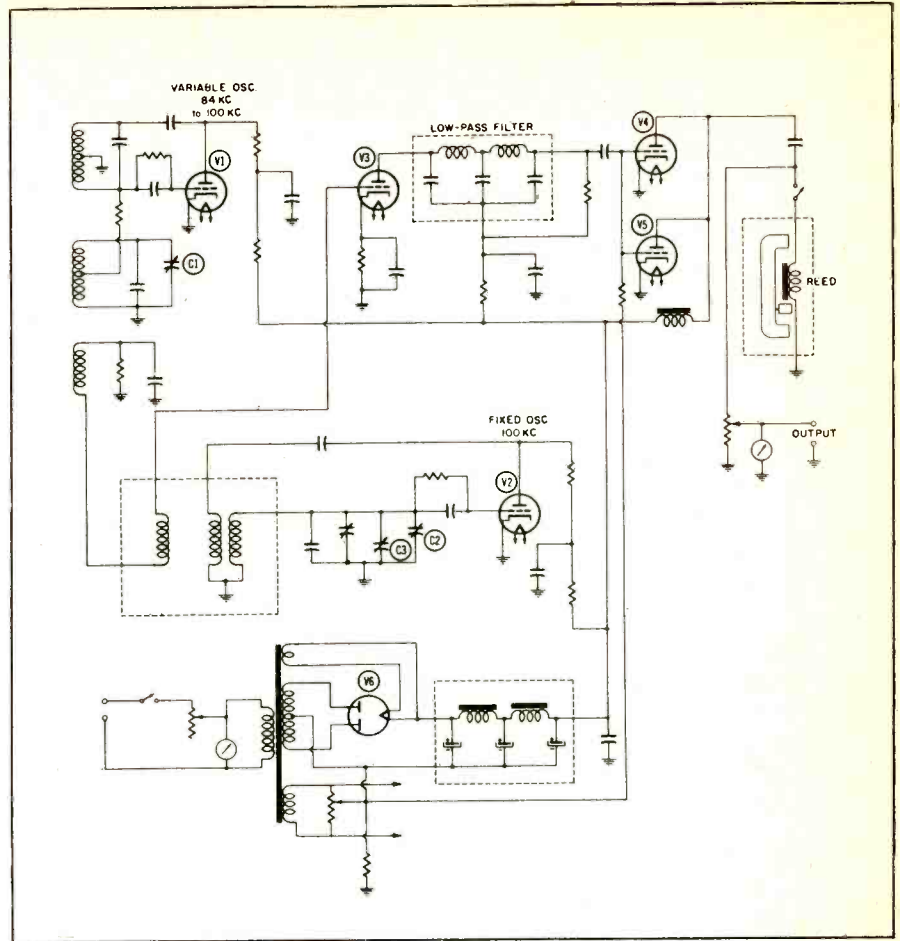 VARIABLE OSC.
84 KC
to 100 KC
V1
C1
V3
LOW-PASS FILTER
V4
V5
REED
OUTPUT
FIXED OSC
100 KC
V2
C3
C2
V6